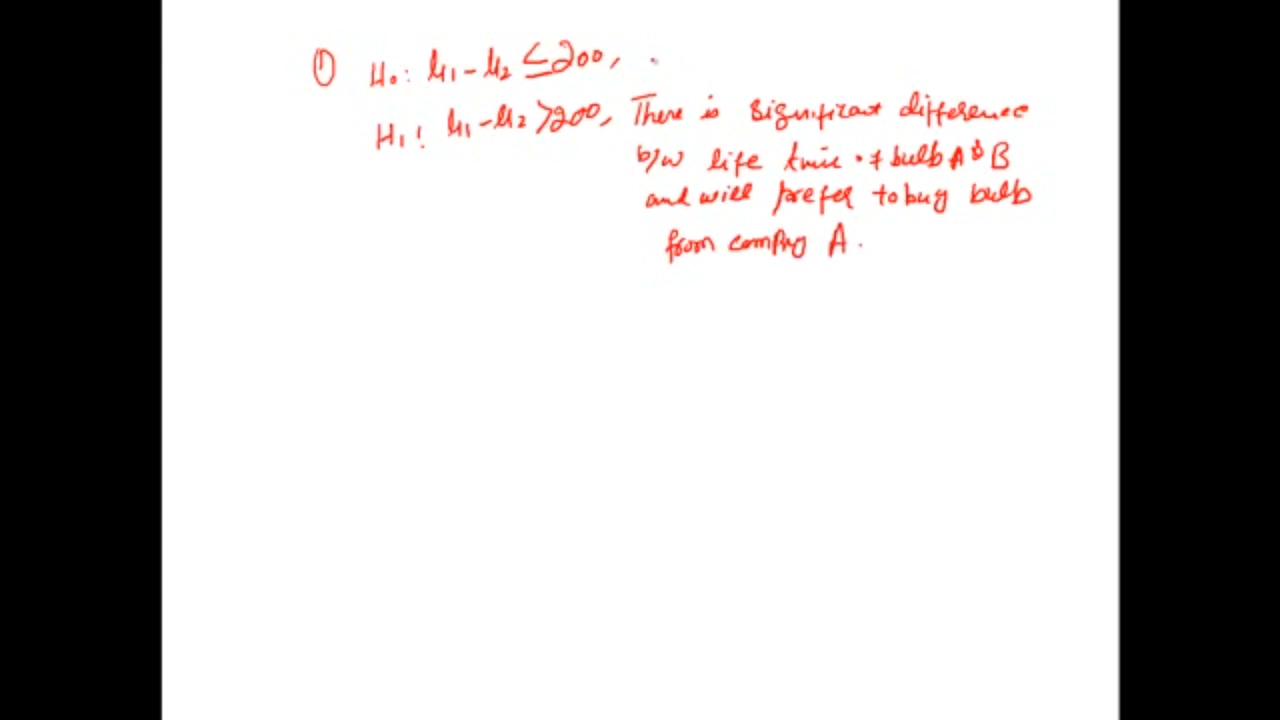 ① H₀: μ₁-μ₂ ≤200, .
H₁: μ₁-μ₂ >200, There is significant difference
b/w life time of bulb A & B
and will prefer to buy bulb
from company A.